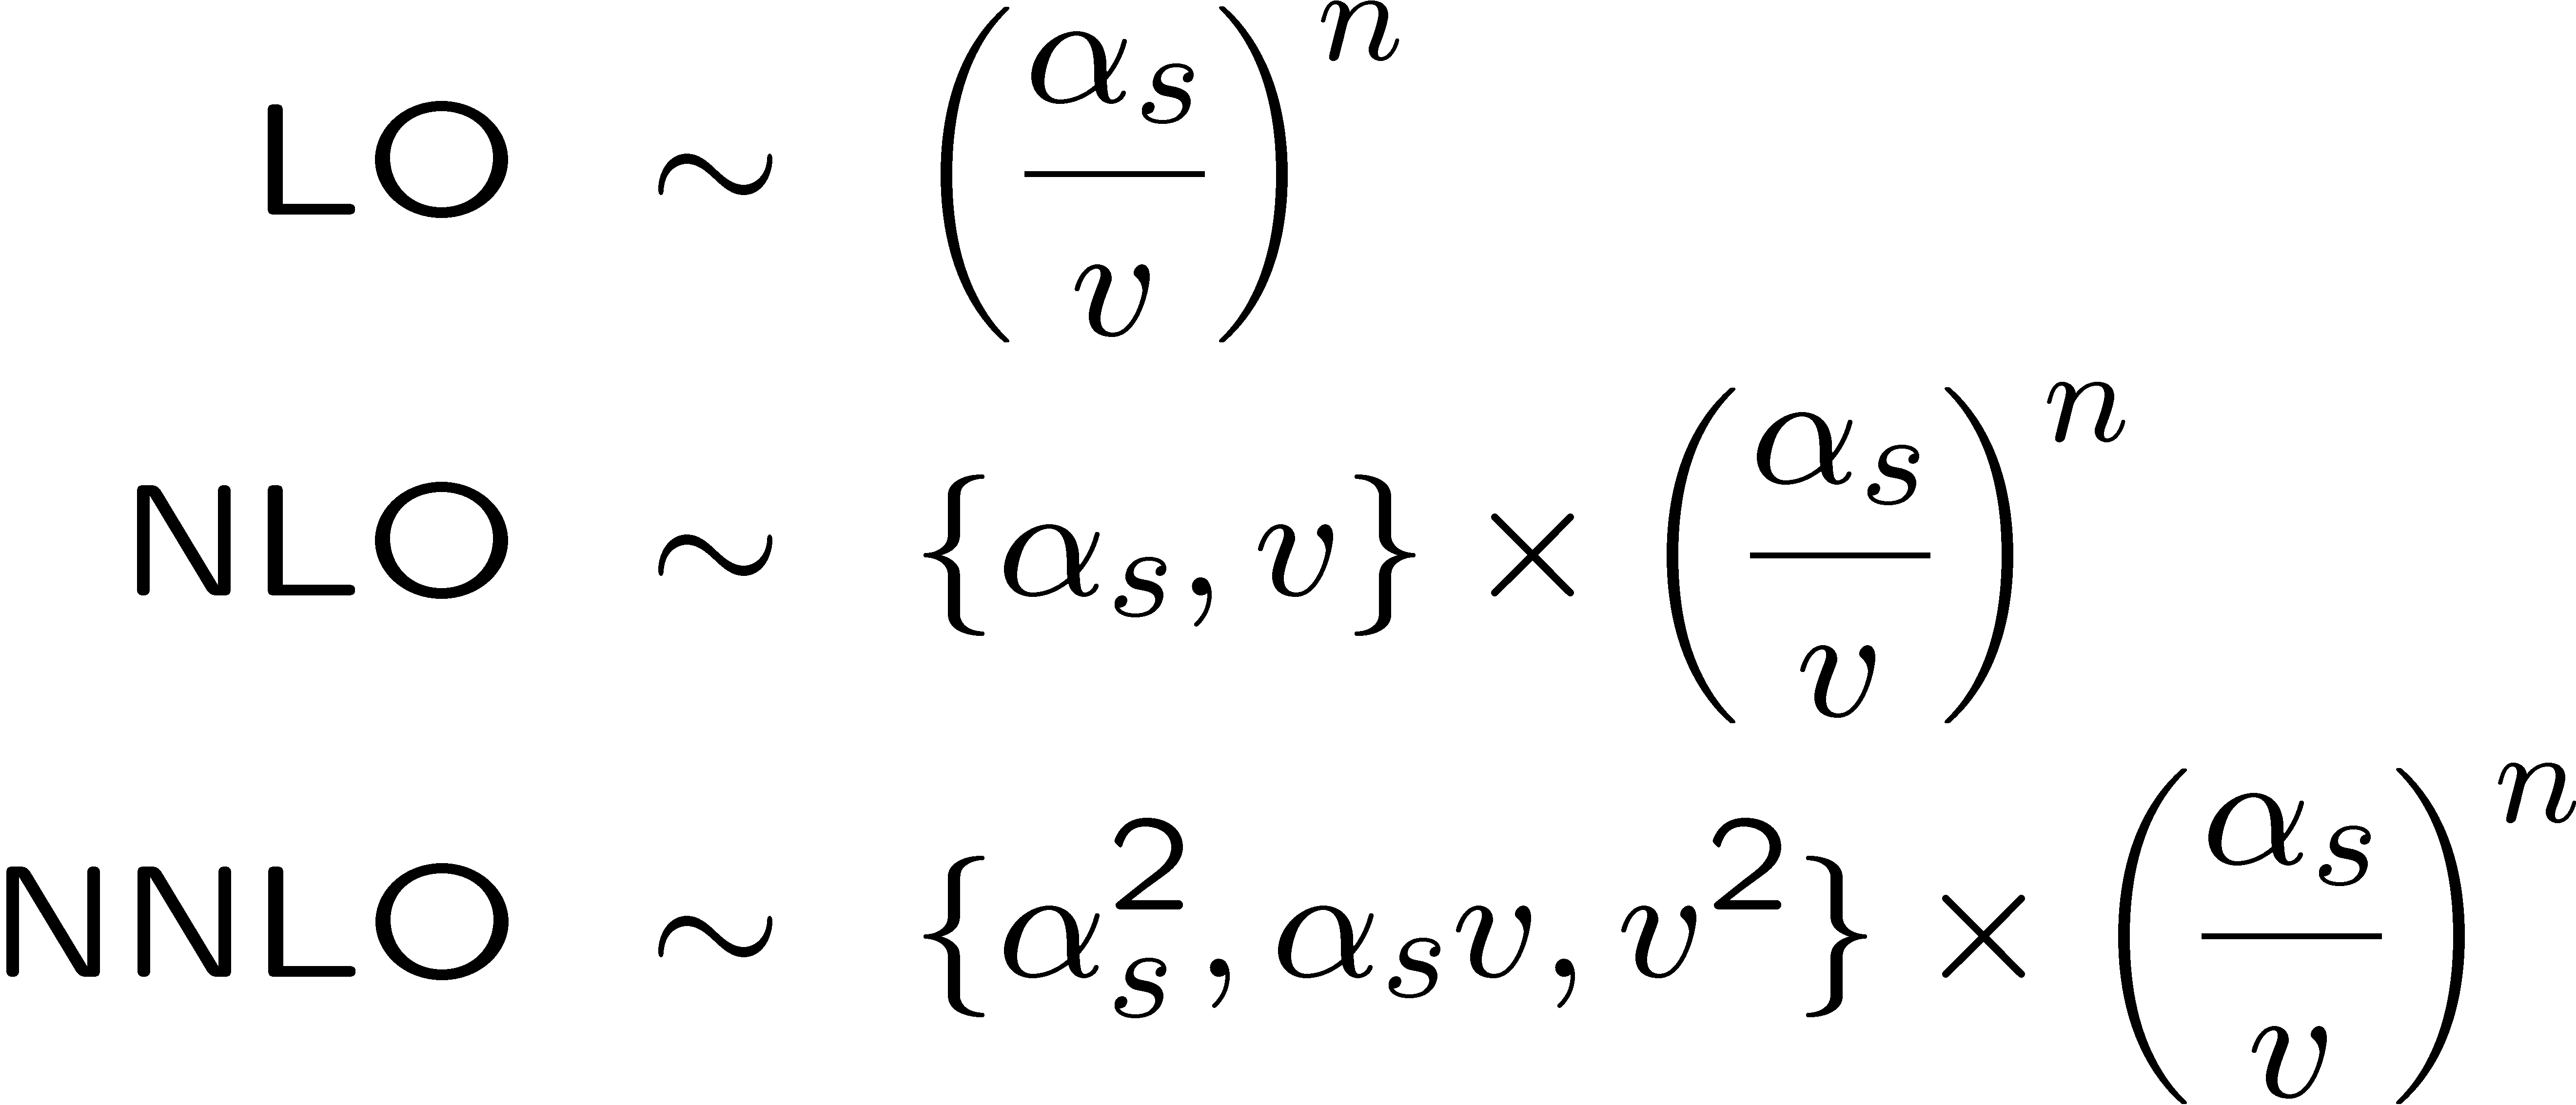 LO ∼ (α_s/v)^n
NLO ∼ {α_s, v} × (α_s/v)^n
NNLO ∼ {α_s^2, α_s v, v^2} × (α_s/v)^n